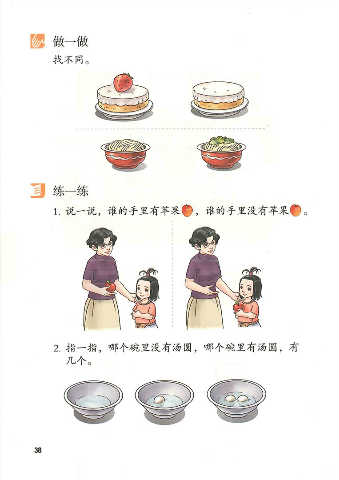 做一做
找不同。
练一练
1. 说一说，谁的手里有苹果，谁的手里没有苹果。
2. 指一指，哪个碗里没有汤圆，哪个碗里有汤圆，有
几个。
38